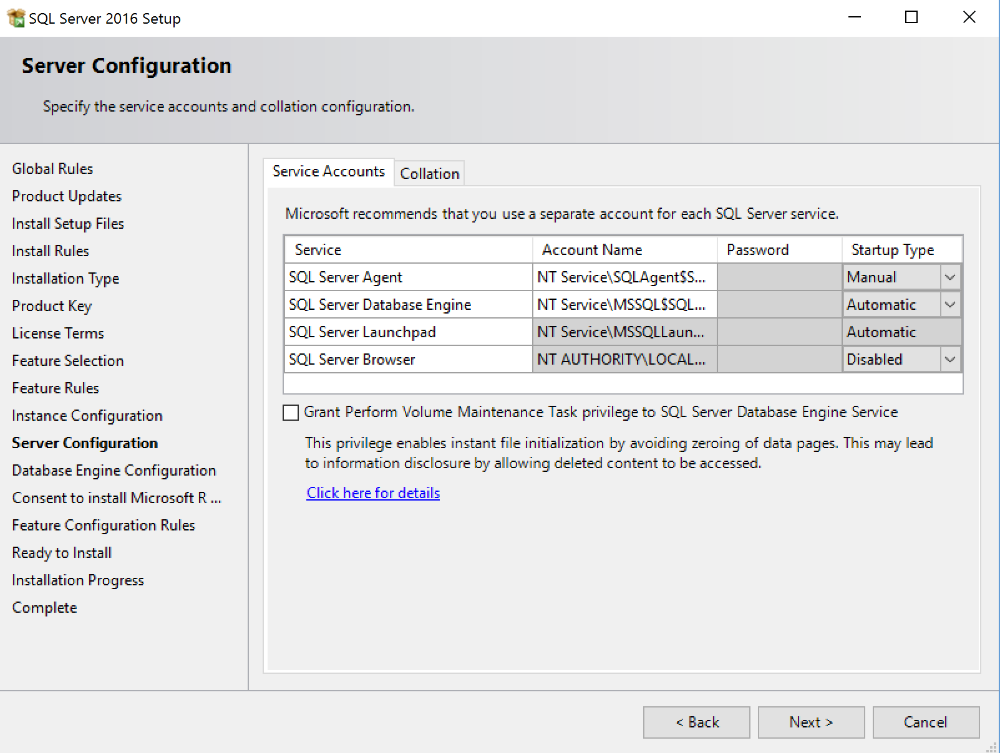 SQL Server 2016 Setup
Server Configuration
Specify the service accounts and collation configuration.
Global Rules
Product Updates
Install Setup Files
Install Rules
Installation Type
Product Key
License Terms
Feature Selection
Feature Rules
Instance Configuration
Server Configuration
Database Engine Configuration
Consent to install Microsoft R ...
Feature Configuration Rules
Ready to Install
Installation Progress
Complete
Service Accounts Collation
Microsoft recommends that you use a separate account for each SQL Server service.
Service Account Name Password Startup Type
SQL Server Agent NT Service\SQLAgent$S... Manual
SQL Server Database Engine NT Service\MSSQL$SQL... Automatic
SQL Server Launchpad NT Service\MSSQLLaun... Automatic
SQL Server Browser NT AUTHORITY\LOCAL... Disabled
Grant Perform Volume Maintenance Task privilege to SQL Server Database Engine Service
This privilege enables instant file initialization by avoiding zeroing of data pages. This may lead
to information disclosure by allowing deleted content to be accessed.
Click here for details
< Back Next > Cancel